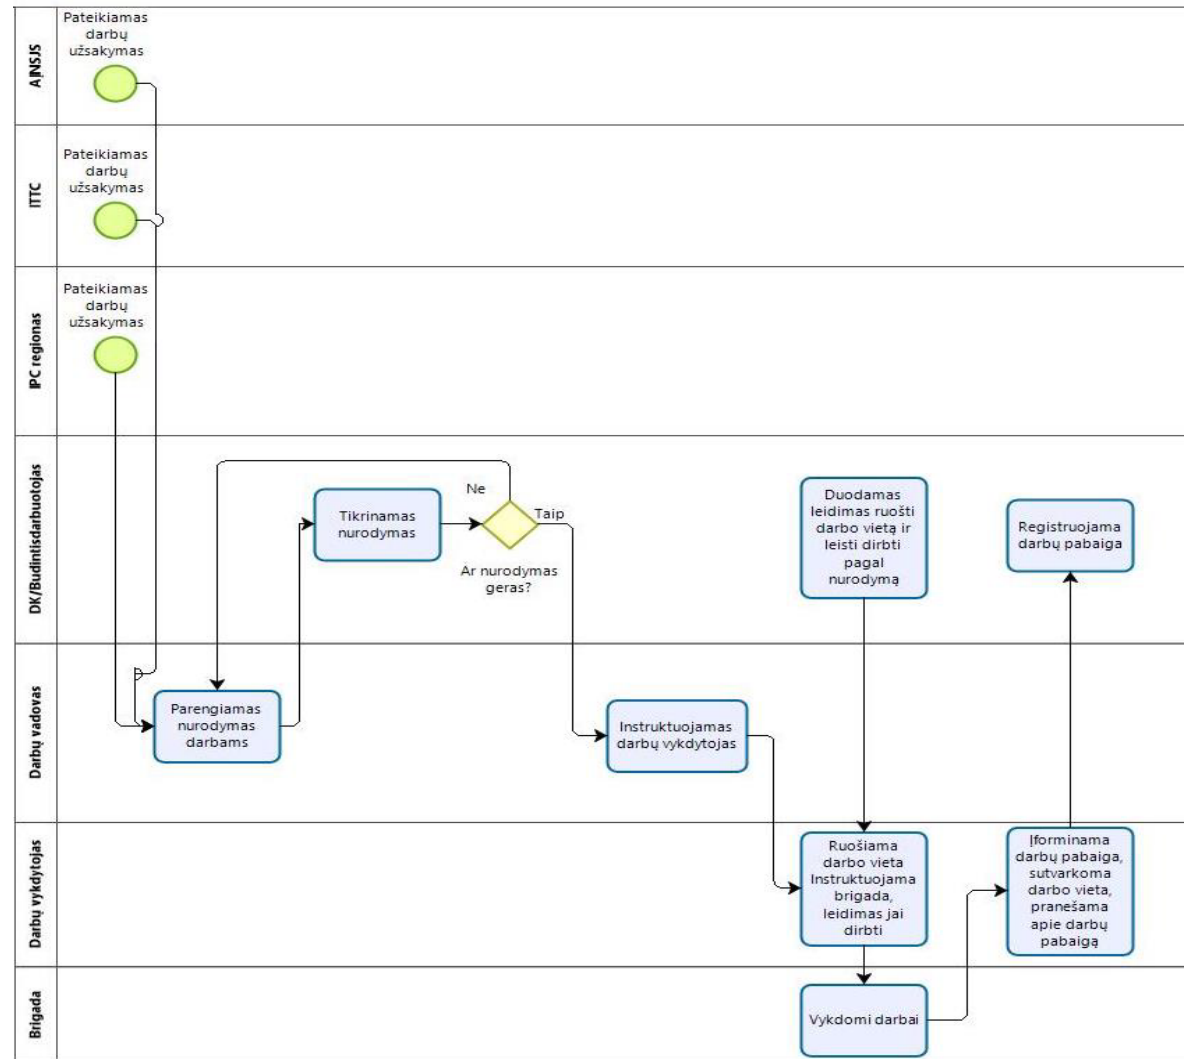 AĮNSJS
Pateikiamas
darbų
užsakymas
ITTC
Pateikiamas
darbų
užsakymas
IPC regionas
Pateikiamas
darbų
užsakymas
DK/Budintisdarbuotojas
Tikrinamas
nurodymas
Ne
Taip
Ar nurodymas
geras?
Duodamas
leidimas ruošti
darbo vietą ir
leisti dirbti
pagal
nurodymą
Registruojama
darbų pabaiga
Darbų vadovas
Parengiamas
nurodymas
darbams
Instruktuojamas
darbų vykdytojas
Darbų vykdytojas
Ruošiama
darbo vieta
Instruktuojama
brigada,
leidimas jai
dirbti
Įforminama
darbų pabaiga,
sutvarkoma
darbo vieta,
pranešama
apie darbų
pabaigą
Brigada
Vykdomi darbai